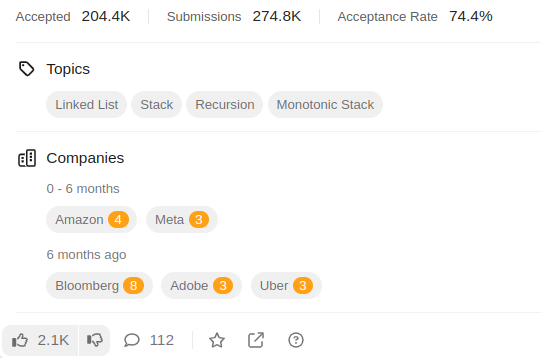 Accepted 204.4K Submissions 274.8K Acceptance Rate 74.4%
Topics
Linked List Stack Recursion Monotonic Stack
Companies
0 - 6 months
Amazon 4 Meta 3
6 months ago
Bloomberg 8 Adobe 3 Uber 3
2.1K 112